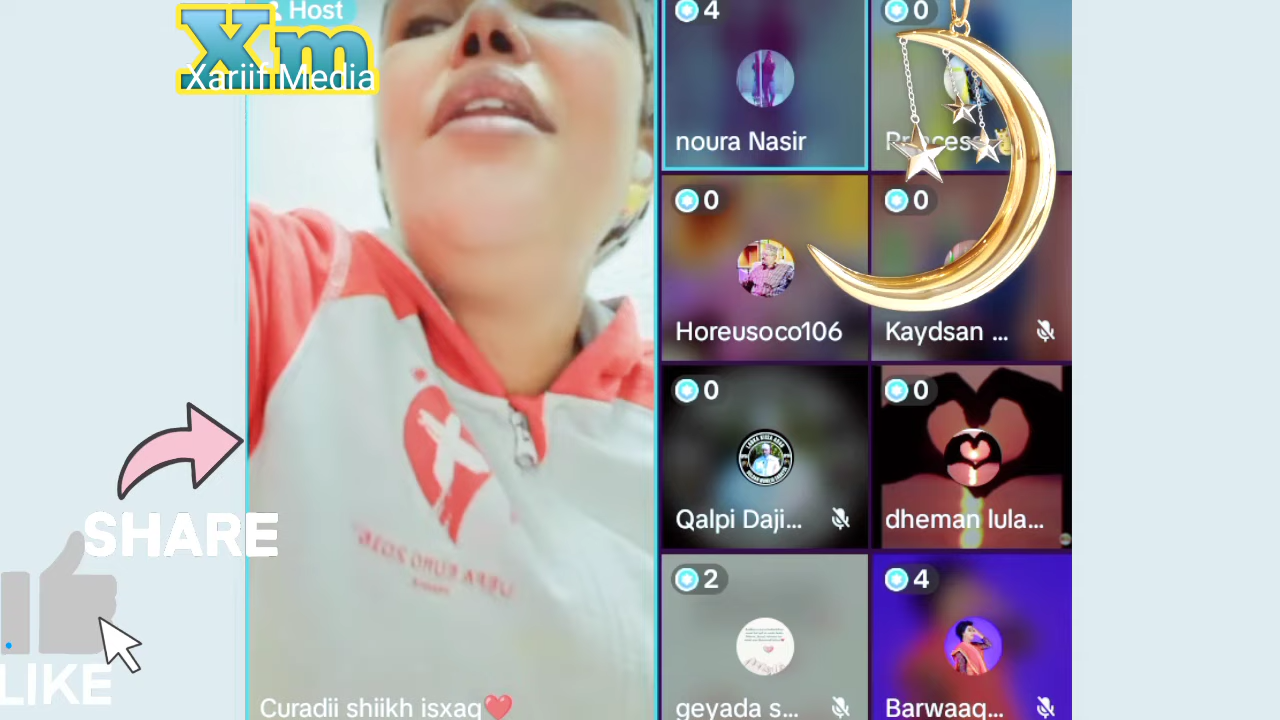 Host
Xm
Xariif Media
4
noura Nasir
0
0
Horeusoco106
0
Kaydsan ...
0
Qalpi Daji...
0
dheman lula...
2
geyada s...
4
Barwaaq...
SHARE
LIKE
Curadii shiikh isxaq❤️